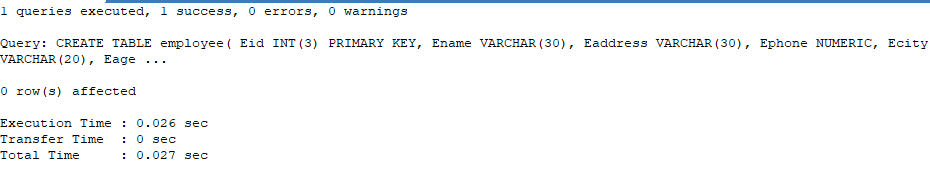 1 queries executed, 1 success, 0 errors, 0 warnings
Query: CREATE TABLE employee( Eid INT(3) PRIMARY KEY, Ename VARCHAR(30), Eaddress VARCHAR(30), Ephone NUMERIC, Ecity
VARCHAR(20), Eage ...
0 row(s) affected
Execution Time : 0.026 sec
Transfer Time : 0 sec
Total Time : 0.027 sec